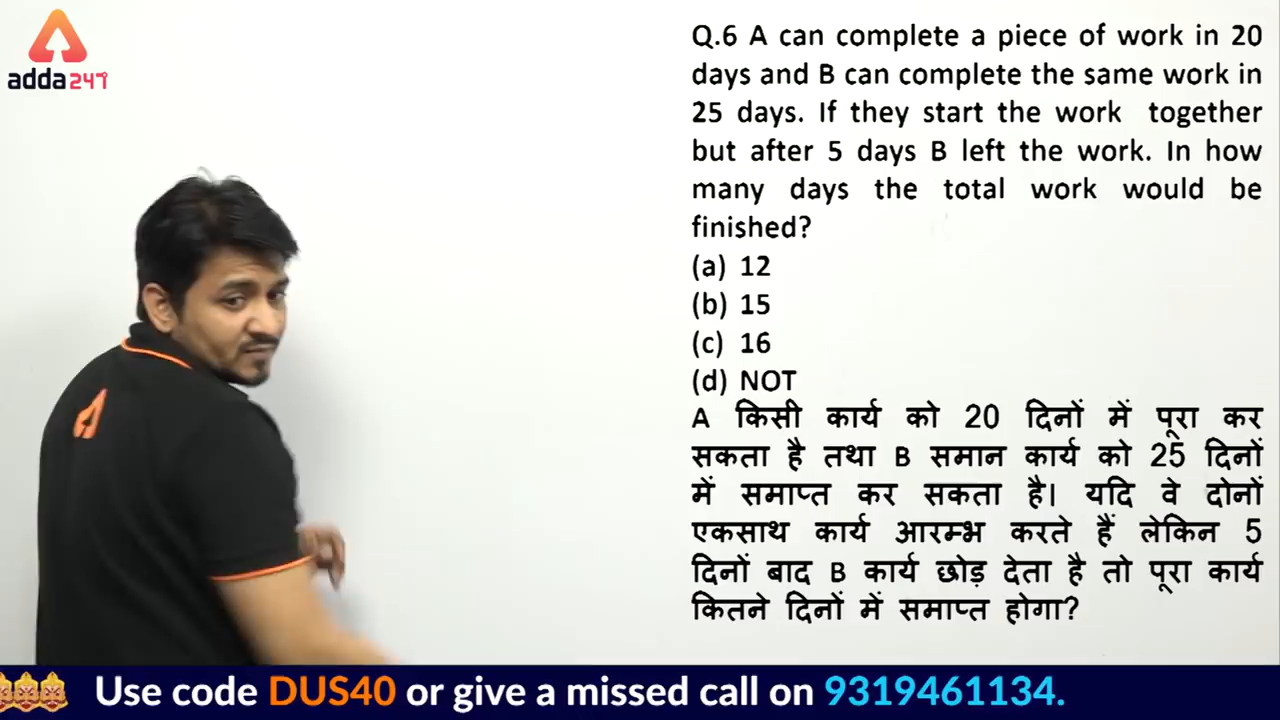 adda247
Q.6 A can complete a piece of work in 20
days and B can complete the same work in
25 days. If they start the work together
but after 5 days B left the work. In how
many days the total work would be
finished?
(a) 12
(b) 15
(c) 16
(d) NOT
A किसी कार्य को 20 दिनों में पूरा कर
सकता है तथा B समान कार्य को 25 दिनों
में समाप्त कर सकता है। यदि वे दोनों
एकसाथ कार्य आरम्भ करते हैं लेकिन 5
दिनों बाद B कार्य छोड़ देता है तो पूरा कार्य
कितने दिनों में समाप्त होगा?
Use code DUS40 or give a missed call on 9319461134.